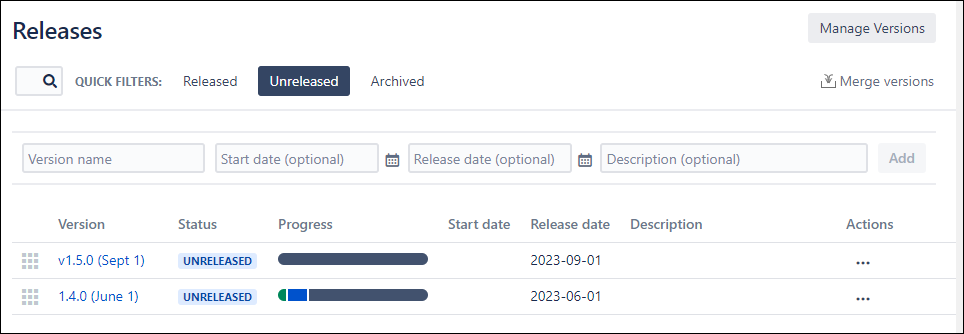 Releases
Manage Versions
QUICK FILTERS: Released Unreleased Archived Merge versions
Version name Start date (optional) Release date (optional) Description (optional) Add
Version Status Progress Start date Release date Description Actions
v1.5.0 (Sept 1) UNRELEASED 2023-09-01 ...
1.4.0 (June 1) UNRELEASED 2023-06-01 ...